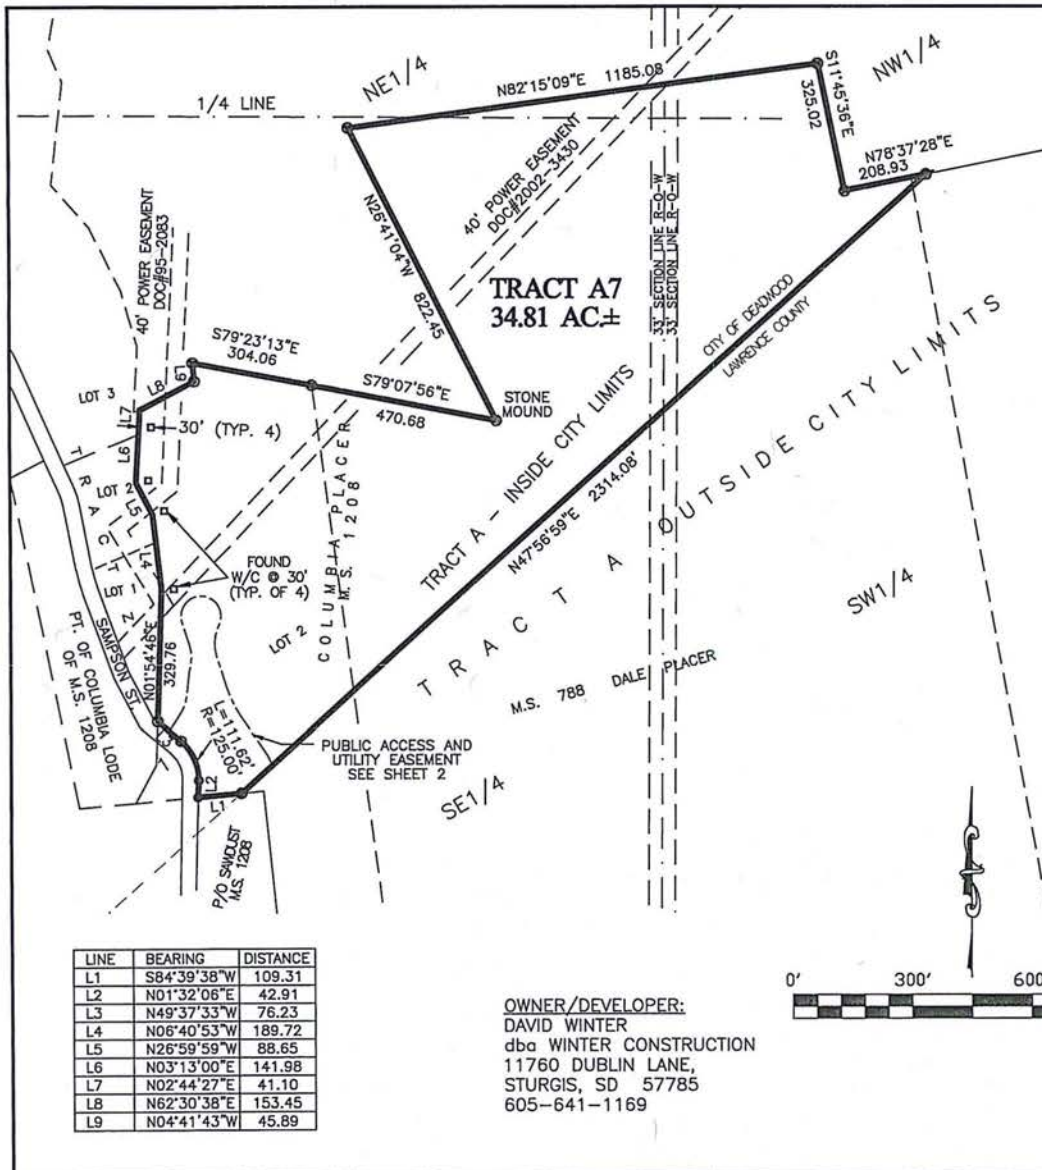 NE1/4
NW1/4
1/4 LINE
N82°15'09"E 1185.08
S11°45'36"E
325.02
N78°37'28"E
208.93
40' POWER EASEMENT
DOC#2002-3430
33' SECTION LINE R-O-W
33' SECTION LINE R-O-W
N26°41'04"W 822.45
40' POWER EASEMENT
DOC#95-2083
TRACT A7
34.81 AC.±
S79°23'13"E
304.06
S79°07'56"E
470.68
STONE
MOUND
CITY OF DEADWOOD
LAWRENCE COUNTY
LOT 3
L8
L9
L7
30' (TYP. 4)
L6
LOT 2
L5
L4
LOT 1
TRACT Z
FOUND
W/C @ 30'
(TYP. OF 4)
COLUMBIA PLACER
M.S. 1208
LOT 2
TRACT A - INSIDE CITY LIMITS
N47°56'59"E 2314.08'
TRACT A OUTSIDE CITY LIMITS
SW1/4
SAMPSON ST.
N01°54'46"E
329.76
PT. OF COLUMBIA LODE
OF M.S. 1208
L3
L=111.62'
R=125.00'
L2
L1
PUBLIC ACCESS AND
UTILITY EASEMENT
SEE SHEET 2
M.S. 788 DALE PLACER
SE1/4
P/O SAWDUST
M.S. 1208
LINE BEARING DISTANCE
L1 S84°39'38"W 109.31
L2 N01°32'06"E 42.91
L3 N49°37'33"W 76.23
L4 N06°40'53"W 189.72
L5 N26°59'59"W 88.65
L6 N03°13'00"E 141.98
L7 N02°44'27"E 41.10
L8 N62°30'38"E 153.45
L9 N04°41'43"W 45.89
OWNER/DEVELOPER:
DAVID WINTER
dba WINTER CONSTRUCTION
11760 DUBLIN LANE,
STURGIS, SD 57785
605-641-1169
0' 300' 600